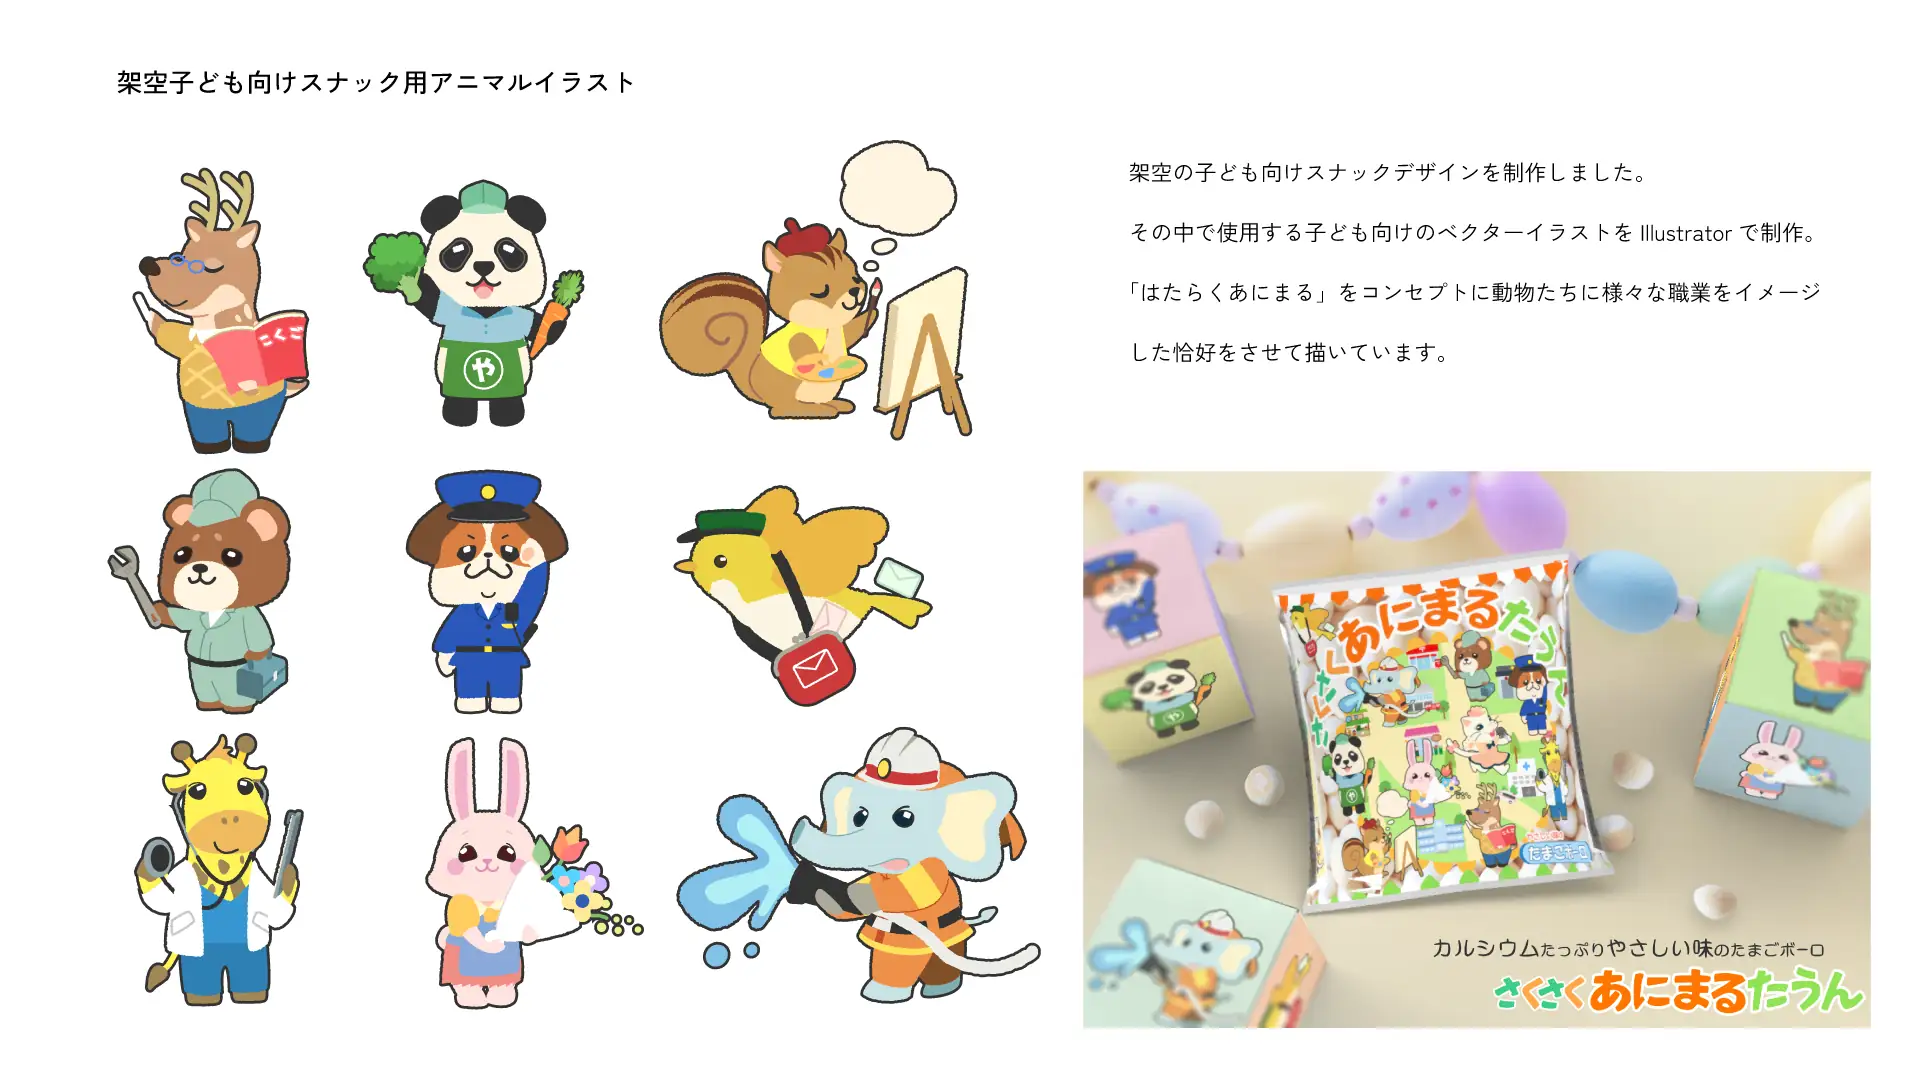 架空子ども向けスナック用アニマルイラスト
架空の子ども向けスナックデザインを制作しました。
その中で使用する子ども向けのベクターイラストを Illustrator で制作。
「はたらくあにまる」をコンセプトに動物たちに様々な職業をイメージ
した恰好をさせて描いています。
こくご
や
さくさく
あにまるたうん
や
たまごボーロ
や
カルシウムたっぷりやさしい味のたまごボーロ
さくさくあにまるたうん